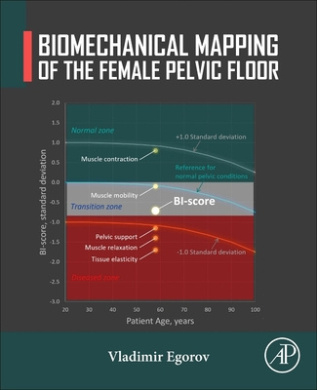 BIOMECHANICAL MAPPING
OF THE FEMALE PELVIC FLOOR
BI-score, standard deviation
2.0
1.5
1.0
0.5
0.0
-0.5
-1.0
-1.5
-2.0
-2.5
-3.0
Normal zone
+1.0 Standard deviation
Muscle contraction
Reference for
normal pelvic conditions
Muscle mobility
BI-score
Transition zone
Pelvic support
Muscle relaxation
Tissue elasticity
-1.0 Standard deviation
zone
20 30 40 50 60 70 80 90 100
Patient Age, years
Vladimir Egorov
AP